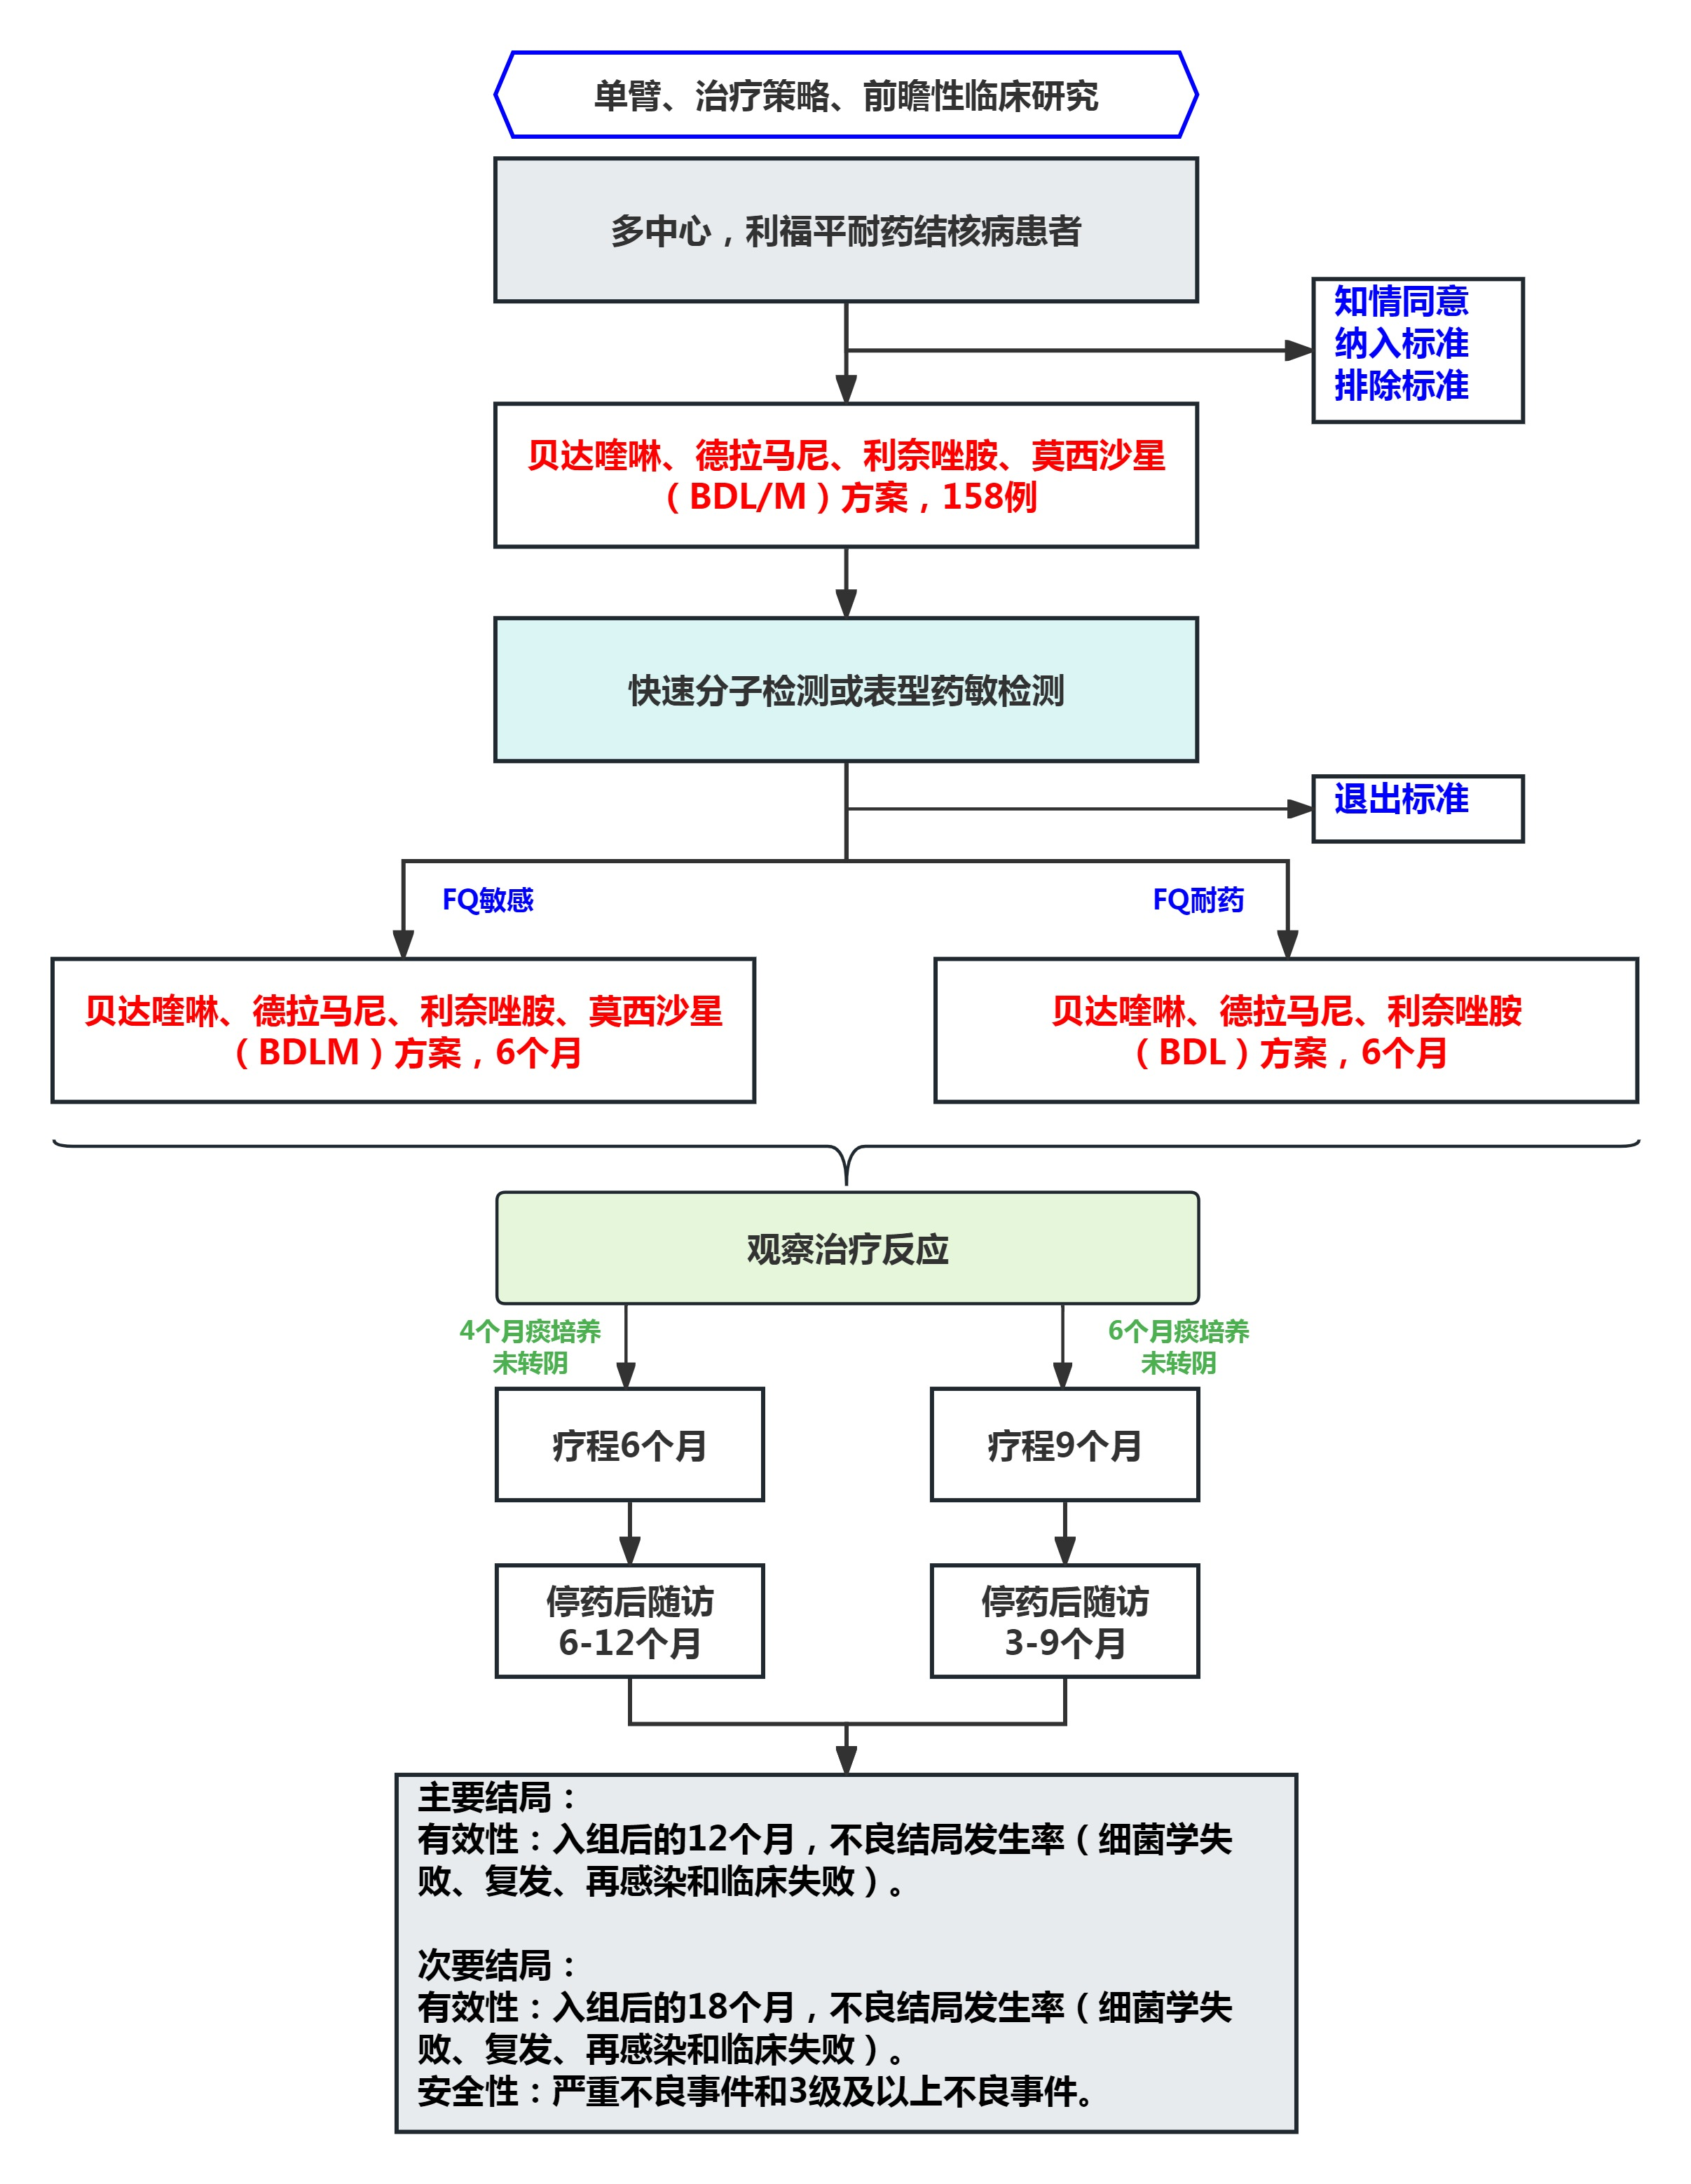 单臂、治疗策略、前瞻性临床研究
多中心，利福平耐药结核病患者
知情同意
纳入标准
排除标准
贝达喹啉、德拉马尼、利奈唑胺、莫西沙星
（BDL/M）方案，158例
快速分子检测或表型药敏检测
退出标准
FQ敏感
FQ耐药
贝达喹啉、德拉马尼、利奈唑胺、莫西沙星
（BDLM）方案，6个月
贝达喹啉、德拉马尼、利奈唑胺
（BDL）方案，6个月
观察治疗反应
4个月痰培养
未转阴
6个月痰培养
未转阴
疗程6个月
疗程9个月
停药后随访
6-12个月
停药后随访
3-9个月
主要结局：
有效性：入组后的12个月，不良结局发生率（细菌学失
败、复发、再感染和临床失败）。
次要结局：
有效性：入组后的18个月，不良结局发生率（细菌学失
败、复发、再感染和临床失败）。
安全性：严重不良事件和3级及以上不良事件。